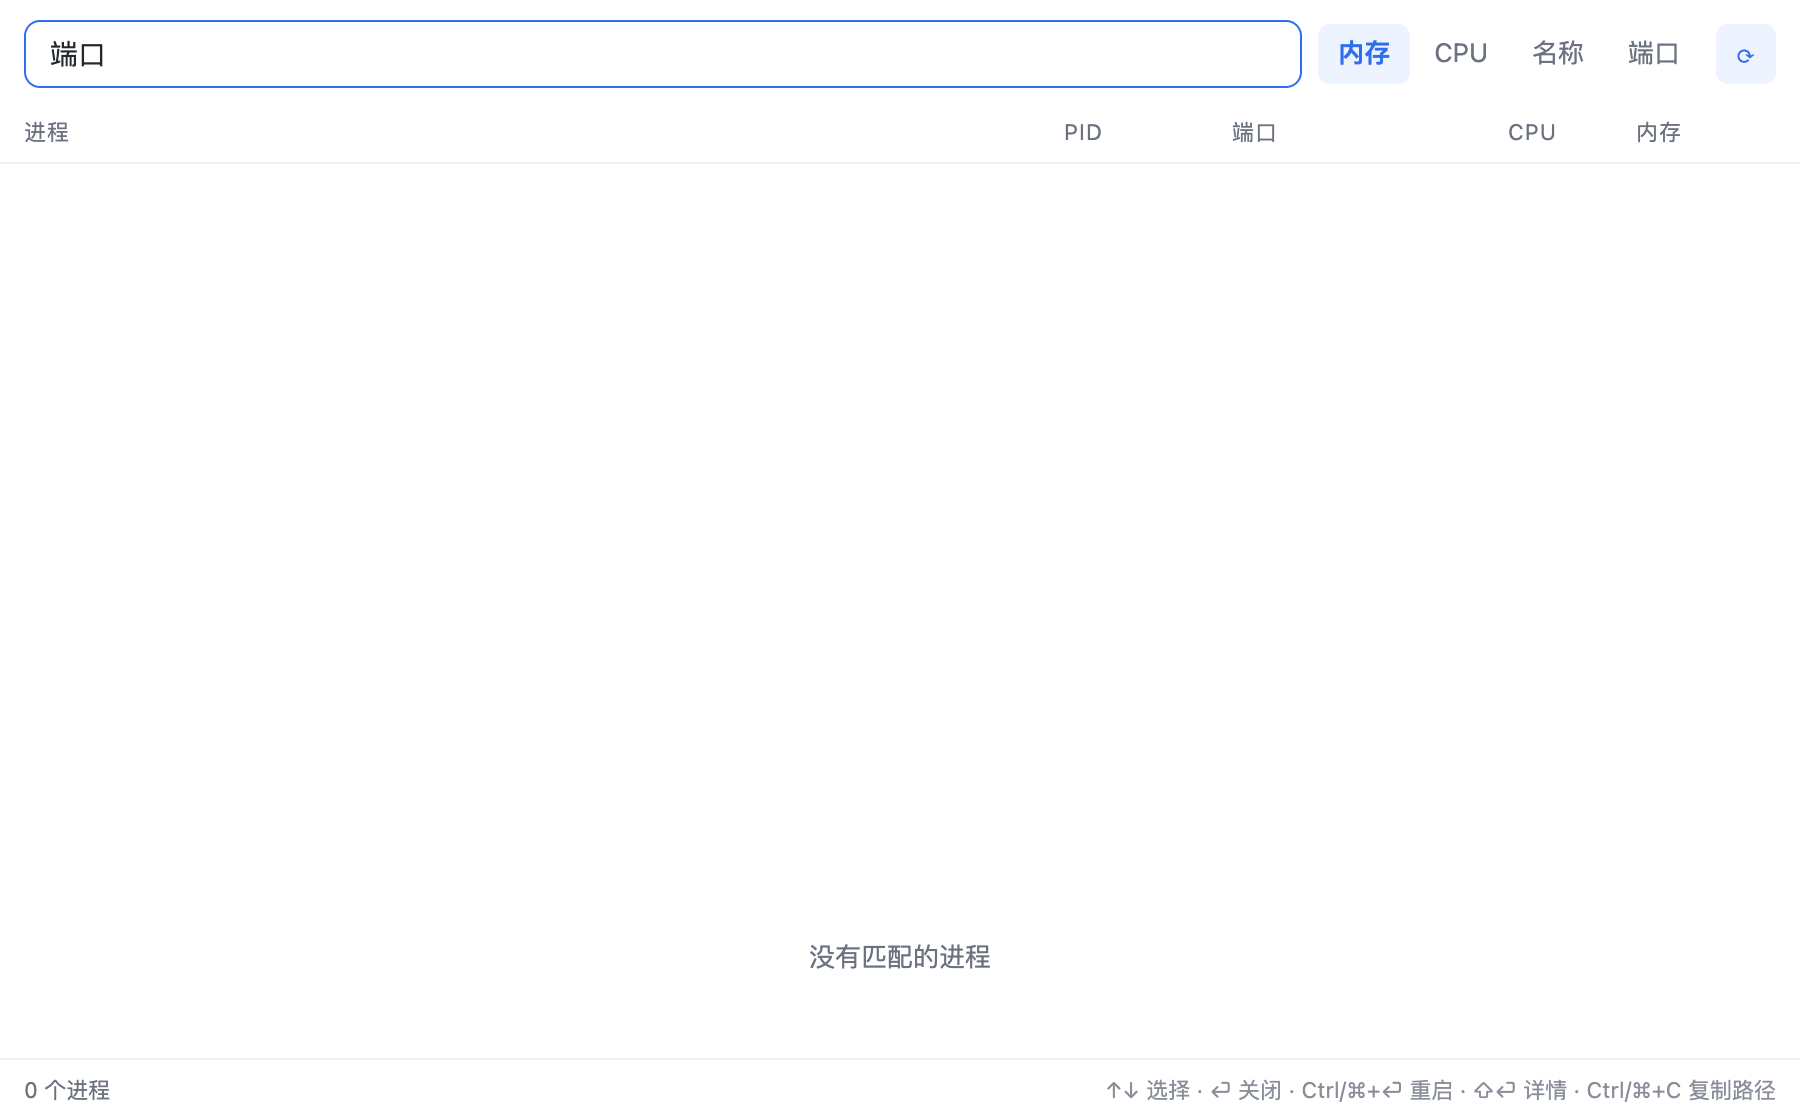 端口
内存 CPU 名称 端口 ⟳
进程 PID 端口 CPU 内存
没有匹配的进程
0 个进程 ↑↓ 选择 · ⏎ 关闭 · Ctrl/⌘+⏎ 重启 · ⇧⏎ 详情 · Ctrl/⌘+C 复制路径